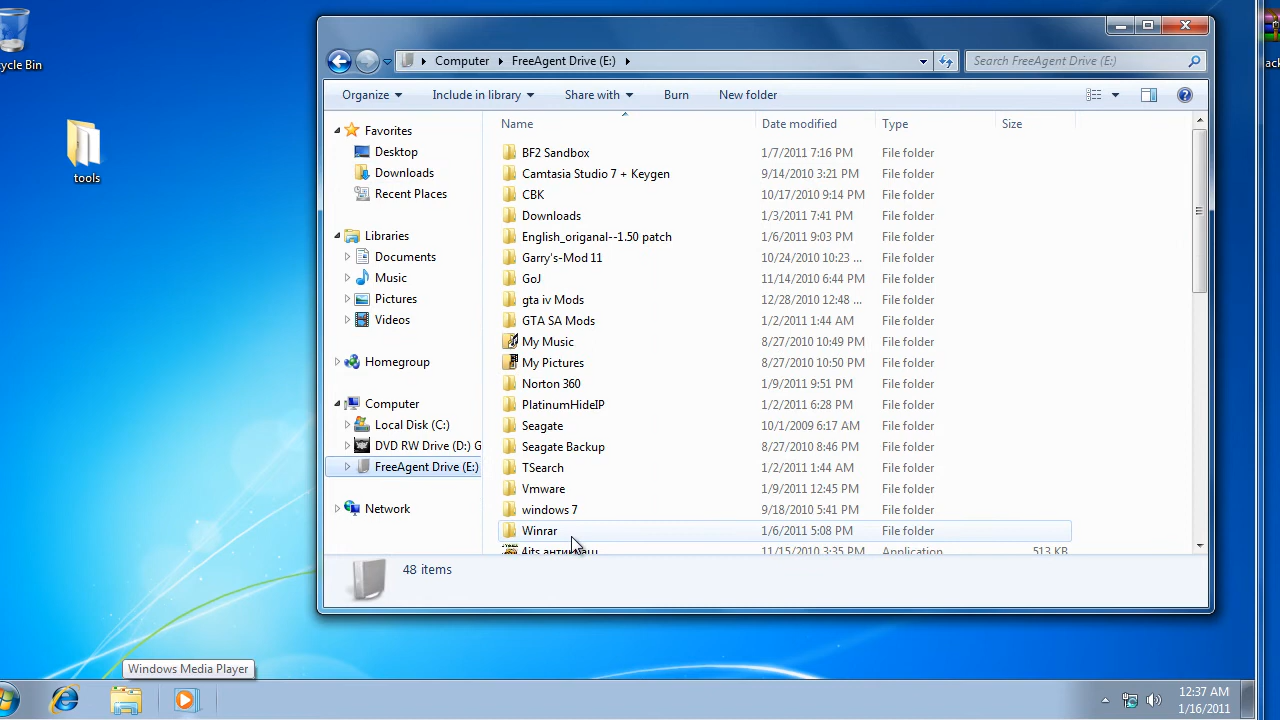 cycle Bin
tools
Computer FreeAgent Drive (E:)
Search FreeAgent Drive (E:)
Organize Include in library Share with Burn New folder
Favorites
Desktop
Downloads
Recent Places
Libraries
Documents
Music
Pictures
Videos
Homegroup
Computer
Local Disk (C:)
DVD RW Drive (D:) G
FreeAgent Drive (E:)
Network
Name Date modified Type Size
BF2 Sandbox 1/7/2011 7:16 PM File folder
Camtasia Studio 7 + Keygen 9/14/2010 3:21 PM File folder
CBK 10/17/2010 9:14 PM File folder
Downloads 1/3/2011 7:41 PM File folder
English_origanal--1.50 patch 1/6/2011 9:03 PM File folder
Garry's-Mod 11 10/24/2010 10:23 ... File folder
GoJ 11/14/2010 6:44 PM File folder
gta iv Mods 12/28/2010 12:48 ... File folder
GTA SA Mods 1/2/2011 1:44 AM File folder
My Music 8/27/2010 10:49 PM File folder
My Pictures 8/27/2010 10:50 PM File folder
Norton 360 1/9/2011 9:51 PM File folder
PlatinumHideIP 1/2/2011 6:28 PM File folder
Seagate 10/1/2009 6:17 AM File folder
Seagate Backup 8/27/2010 8:46 PM File folder
TSearch 1/2/2011 1:44 AM File folder
Vmware 1/9/2011 12:45 PM File folder
windows 7 9/18/2010 5:41 PM File folder
Winrar 1/6/2011 5:08 PM File folder
11/15/2010 3:35 PM Application 513 KB
48 items
Windows Media Player
12:37 AM
1/16/2011